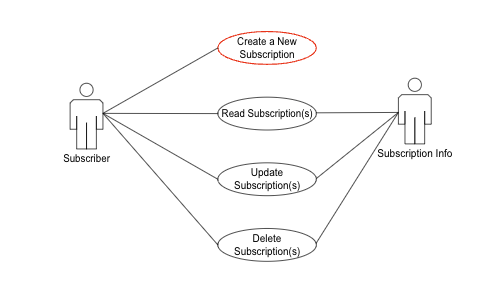 Create a New
Subscription
Read Subscription(s)
Subscriber
Subscription Info
Update
Subscription(s)
Delete
Subscription(s)